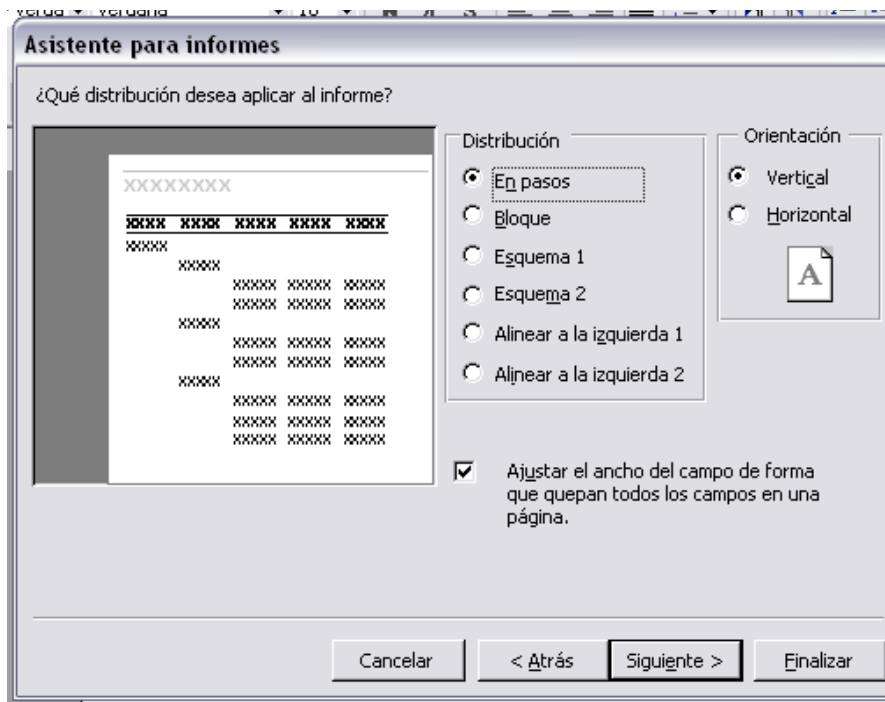 Verdana
10
Asistente para informes
¿Qué distribución desea aplicar al informe?
XXXXXXXX
XXXX XXXX XXXX XXXX XXXX
XXXXX
XXXXX
XXXXX XXXXX XXXXX
XXXXX XXXXX XXXXX
XXXXX
XXXXX XXXXX XXXXX
XXXXX XXXXX XXXXX
XXXXX
XXXXX XXXXX XXXXX
XXXXX XXXXX XXXXX
XXXXX XXXXX XXXXX
Distribución
En pasos
Bloque
Esquema 1
Esquema 2
Alinear a la izquierda 1
Alinear a la izquierda 2
Orientación
Vertical
Horizontal
A
Ajustar el ancho del campo de forma
que quepan todos los campos en una
página.
Cancelar
< Atrás
Siguiente >
Finalizar